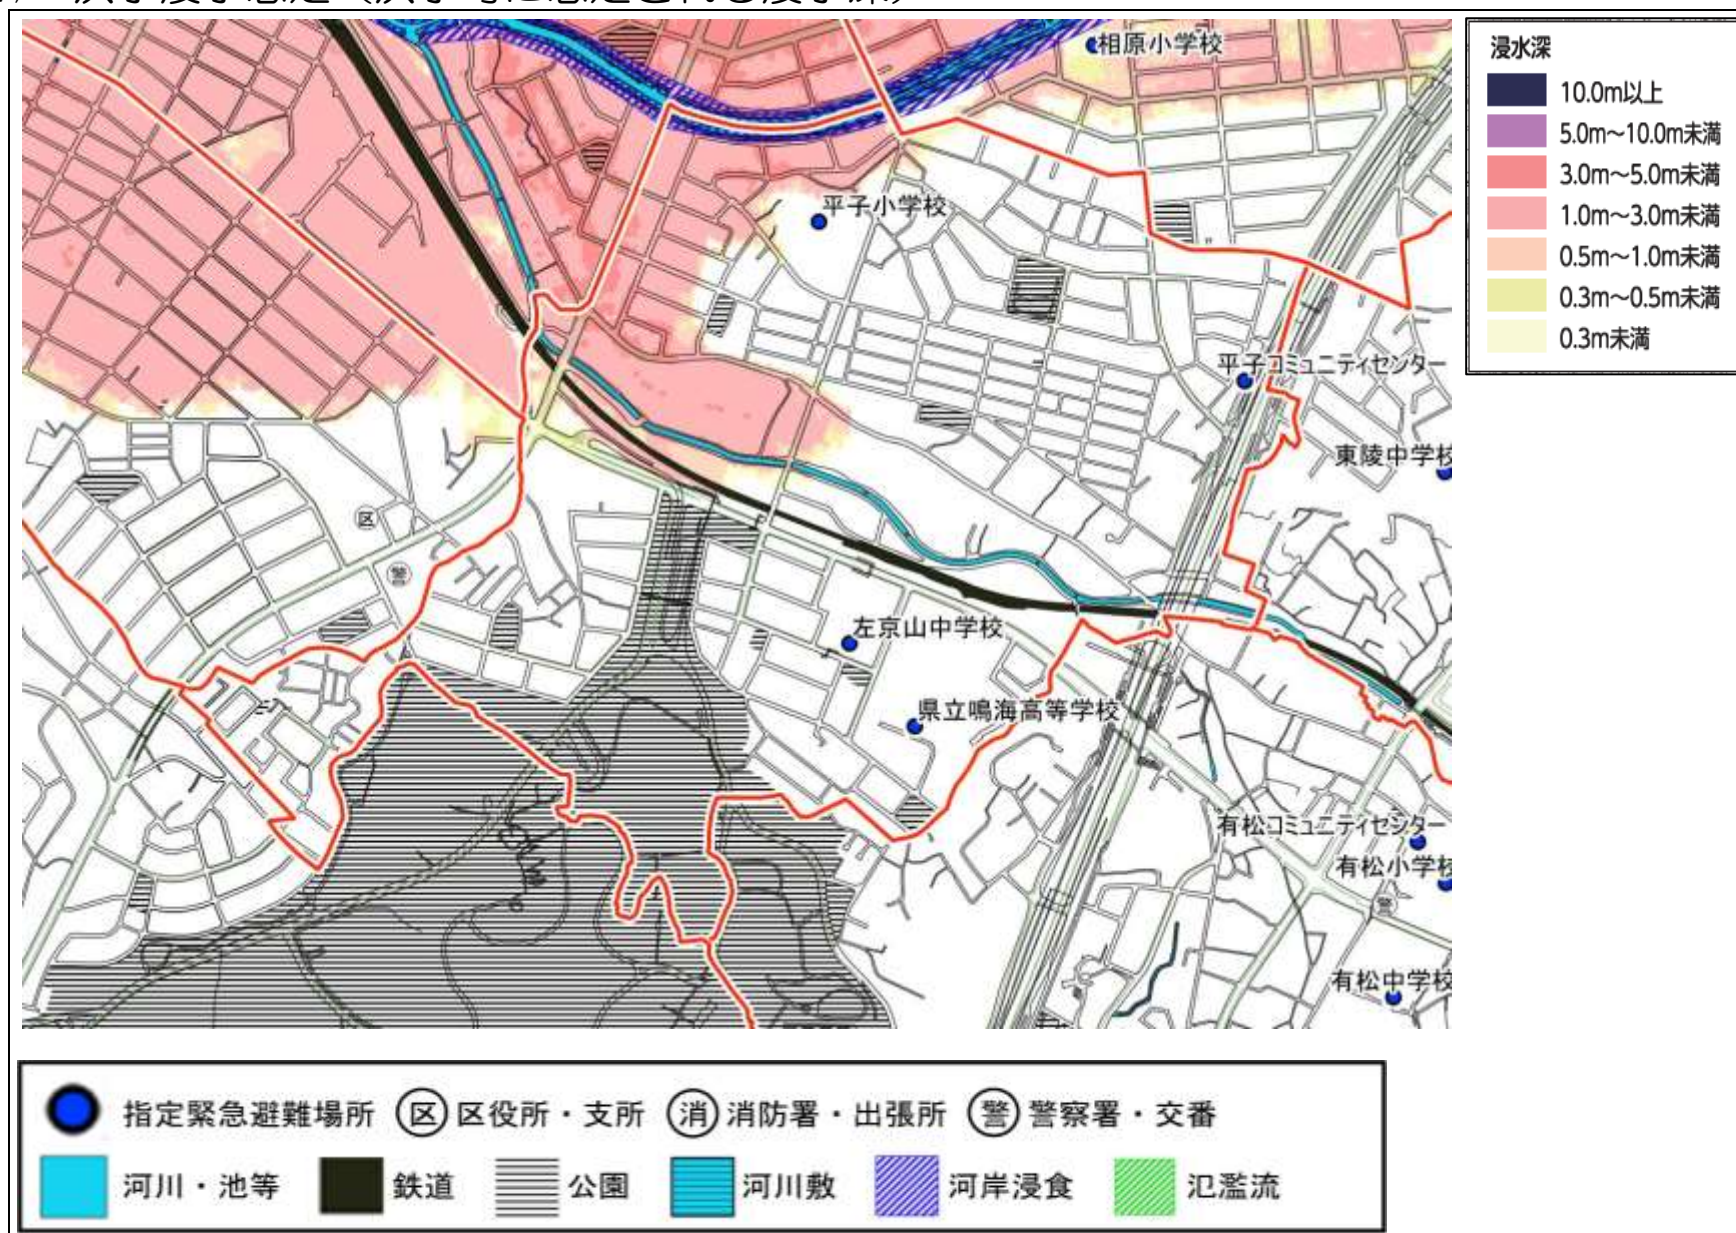 相原小学校
平子小学校
平子コミュニティセンター
東陵中学校
区
警
左京山中学校
県立鳴海高等学校
有松コミュニティセンター
有松小学校
警
有松中学校
浸水深
10.0m以上
5.0m～10.0m未満
3.0m～5.0m未満
1.0m～3.0m未満
0.5m～1.0m未満
0.3m～0.5m未満
0.3m未満
指定緊急避難場所 区 区役所・支所 消 消防署・出張所 警 警察署・交番
河川・池等 鉄道 公園 河川敷 河岸浸食 氾濫流